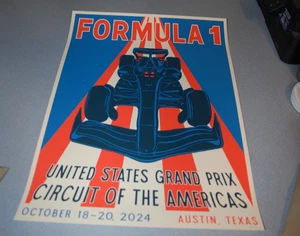 FORMULA 1
UNITED STATES GRAND PRIX
CIRCUIT OF THE AMERICAS
OCTOBER 18-20, 2024 AUSTIN, TEXAS